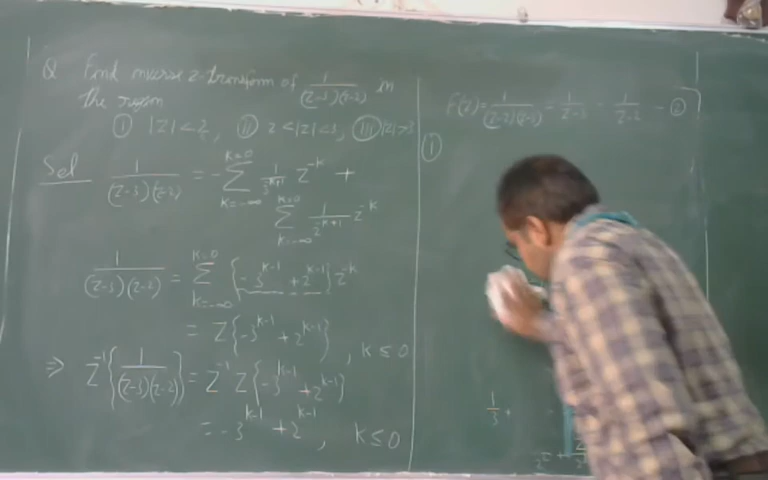 Q Find inverse z-transform of 1/((z-3)(z-2)) in
the region
Ⅰ |z|<2, Ⅱ 2<|z|<3, Ⅲ |z|>3
Sol 1/((z-3)(z-2)) = -∑_{k=-∞}^{k=0} 1/3^{-k+1} z^{-k} +
∑_{k=-∞}^{k=0} 1/2^{-k+1} z^{-k}
1/((z-3)(z-2)) = ∑_{k=-∞}^{k=0} {-3^{k-1} + 2^{k-1}} z^{-k}
= Z{-3^{k-1} + 2^{k-1}}, k ≤ 0
⇒ Z^{-1}{1/((z-3)(z-2))} = Z^{-1} Z{-3^{k-1} + 2^{k-1}}
= -3^{k-1} + 2^{k-1}, k ≤ 0
F(z) = 1/((z-2)(z-3)) = 1/(z-3) - 1/(z-2)
Ⅰ
1/3 +